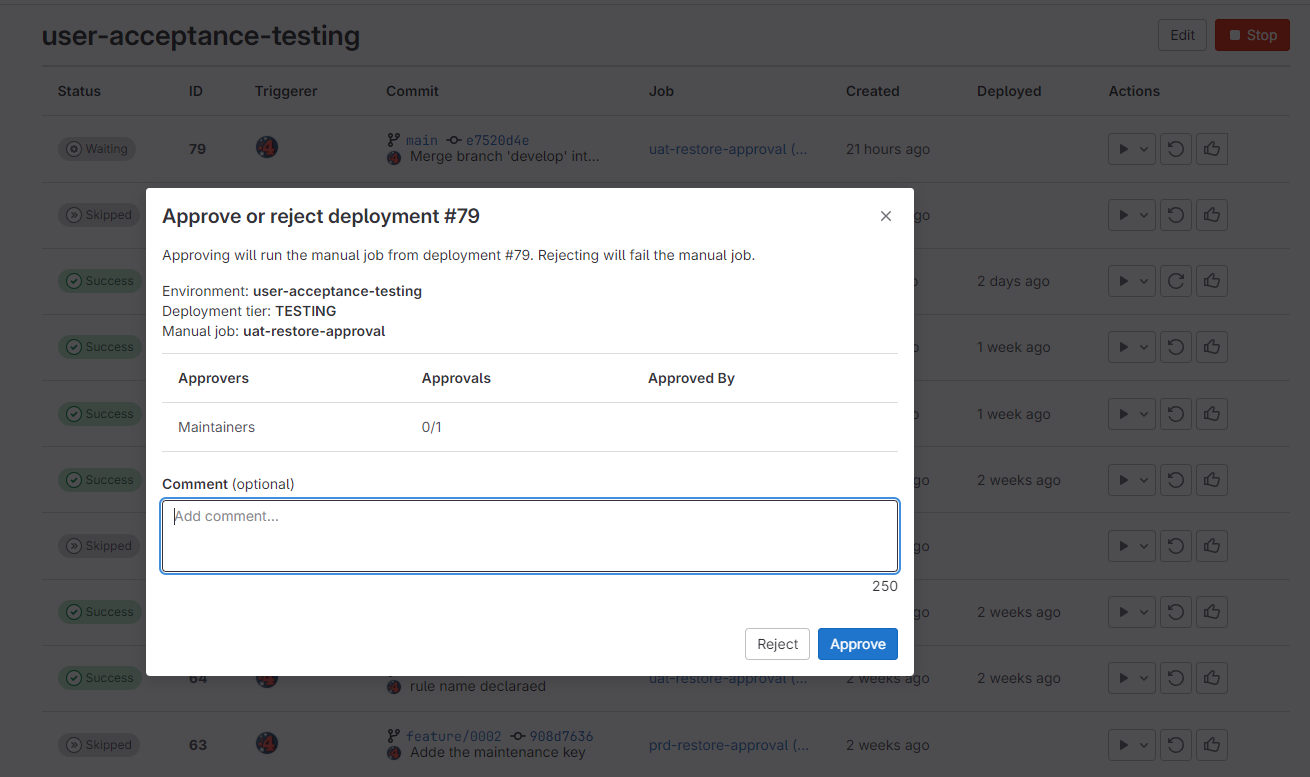 user-acceptance-testing
Edit
Stop
Status ID Triggerer Commit Job Created Deployed Actions
Waiting 79 main e7520d4e uat-restore-approval (... 21 hours ago
Merge branch 'develop' int...
Skipped
Approve or reject deployment #79
Approving will run the manual job from deployment #79. Rejecting will fail the manual job.
Success 2 days ago
Environment: user-acceptance-testing
Deployment tier: TESTING
Manual job: uat-restore-approval
Success 1 week ago
Approvers Approvals Approved By
Success 1 week ago
Maintainers 0/1
Success 2 weeks ago
Comment (optional)
Add comment...
Skipped
250
Success 2 weeks ago
Reject
Approve
Success 64 uat-restore-approval (... 2 weeks ago 2 weeks ago
rule name declaraed
Skipped 63 feature/0002 908d7636 prd-restore-approval (... 2 weeks ago
Adde the maintenance key